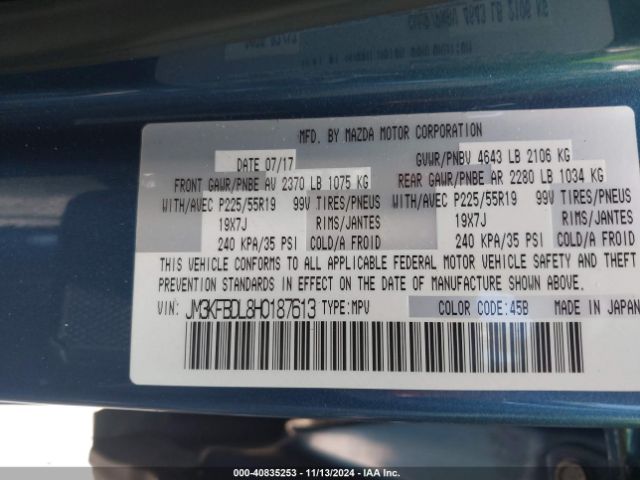 MFD. BY MAZDA MOTOR CORPORATION
DATE 07/17 GVWR/PNBV 4643 LB 2106 KG
FRONT GAWR/PNBE AV 2370 LB 1075 KG REAR GAWR/PNBE AR 2280 LB 1034 KG
WITH/AVEC P225/55R19 99V TIRES/PNEUS WITH/AVEC P225/55R19 99V TIRES/PNEUS
19X7J RIMS/JANTES 19X7J RIMS/JANTES
240 KPA/35 PSI COLD/A FROID 240 KPA/35 PSI COLD/A FROID
THIS VEHICLE CONFORMS TO ALL APPLICABLE FEDERAL MOTOR VEHICLE SAFETY AND THEFT
PREVENTION STANDARDS IN EFFECT ON THE DATE OF MANUFACTURE SHOWN ABOVE.
VIN: JM3KFBDL8H0187613 TYPE:MPV COLOR CODE:45B MADE IN JAPAN
000-40835253 - 11/13/2024 - IAA Inc.